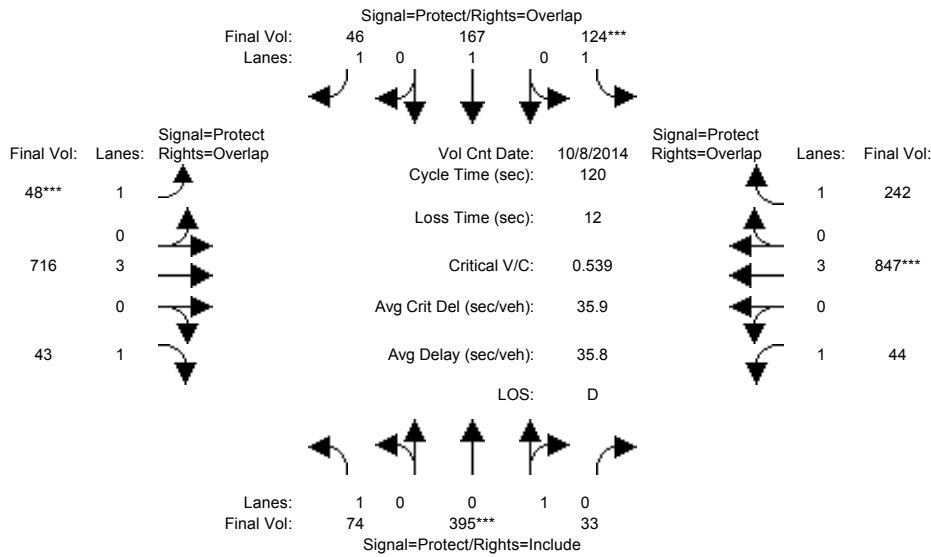 Signal=Protect/Rights=Overlap
Final Vol: 46 167 124***
Lanes: 1 0 1 0 1
Signal=Protect Signal=Protect
Final Vol: Lanes: Rights=Overlap Vol Cnt Date: 10/8/2014 Rights=Overlap Lanes: Final Vol:
Cycle Time (sec): 120
48*** 1 1 242
Loss Time (sec): 12
0 0
716 3 Critical V/C: 0.539 3 847***
0 Avg Crit Del (sec/veh): 35.9 0
43 1 Avg Delay (sec/veh): 35.8 1 44
LOS: D
Lanes: 1 0 0 1 0
Final Vol: 74 395*** 33
Signal=Protect/Rights=Include